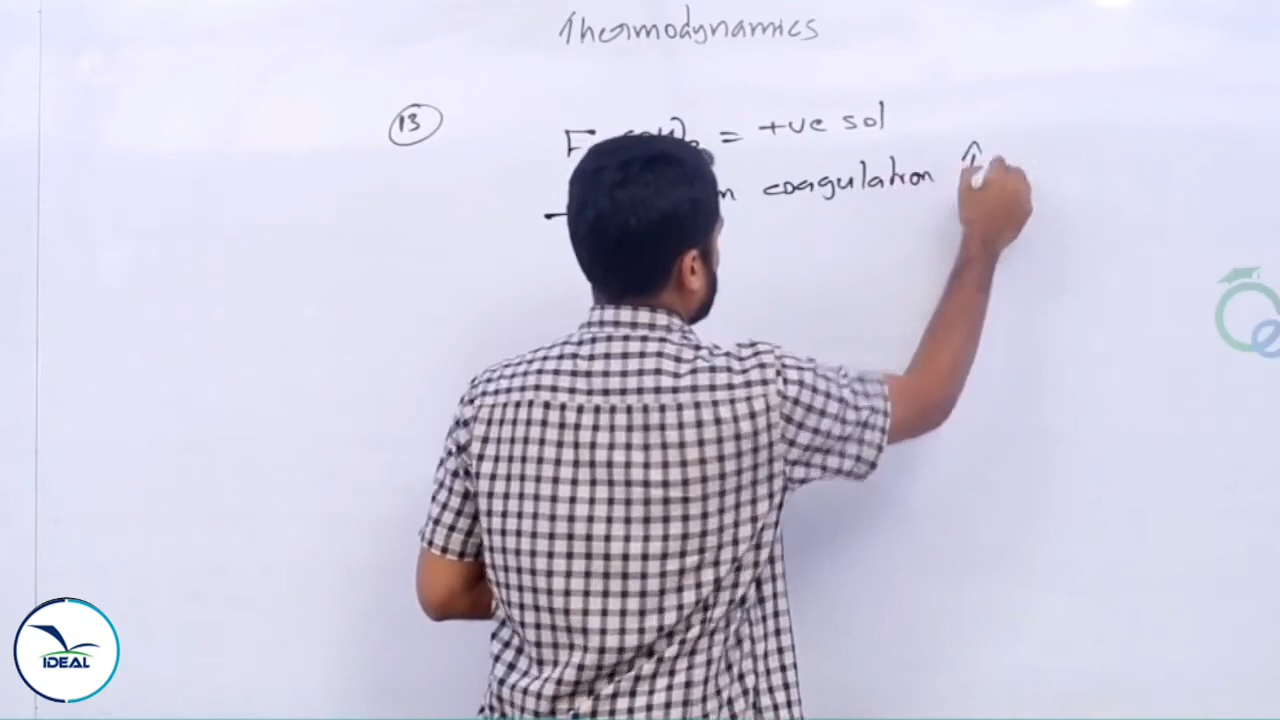 Thermodynamics
13
= +ve sol
coagulation
IDEAL